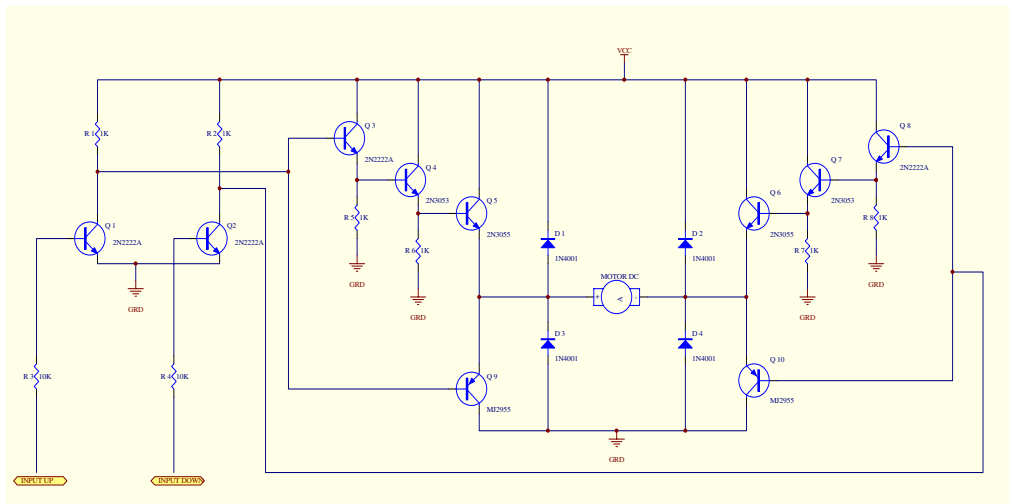 VCC
R 1 1K
R 2 1K
Q 3
2N2222A
Q 8
2N2222A
Q 4
2N3053
Q 7
2N3053
Q 5
2N3055
Q 6
2N3055
R 5 1K
R 8 1K
Q 1
2N2222A
Q2
2N2222A
R 6 1K
R 7 1K
D 1
1N4001
D 2
1N4001
GRD
GRD
GRD
GRD
GRD
MOTOR DC
+ A -
D 3
1N4001
D 4
1N4001
R 3 10K
R 4 10K
Q 9
MJ2955
Q 10
MJ2955
GRD
INPUT UP
INPUT DOWN